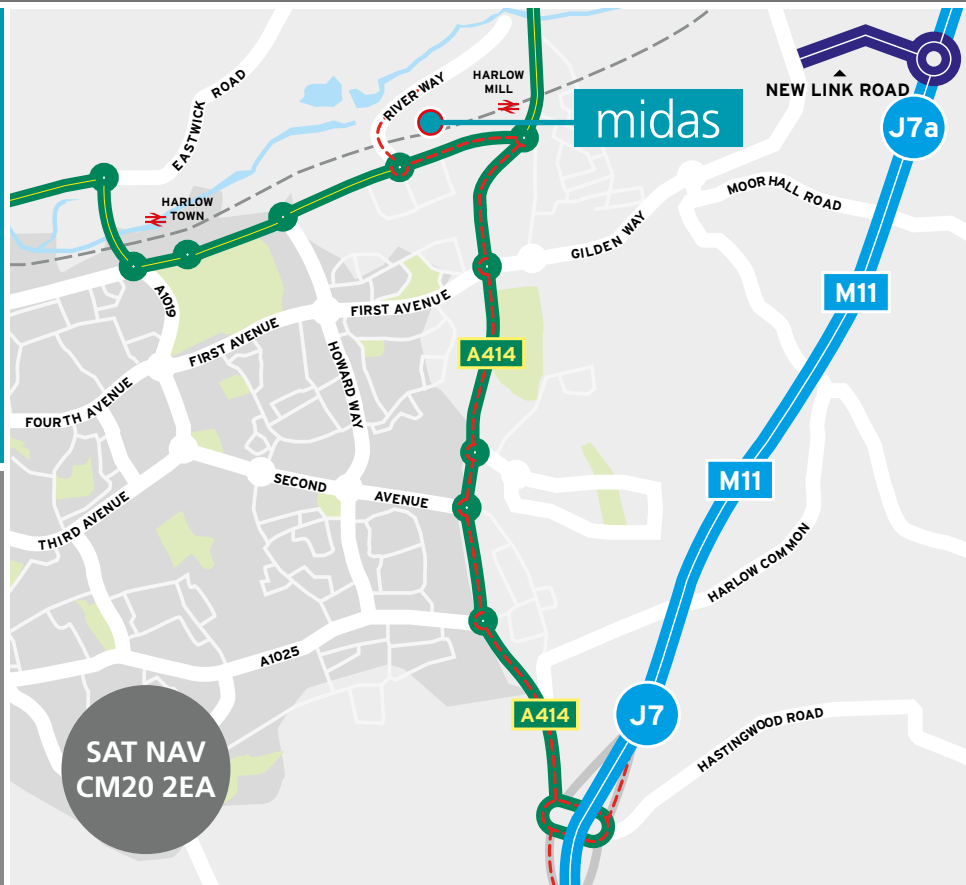 EASTWICK ROAD
RIVER WAY
HARLOW
MILL
midas
NEW LINK ROAD
J7a
HARLOW
TOWN
MOOR HALL ROAD
GILDEN WAY
A1019
FIRST AVENUE
FIRST AVENUE
M11
A414
HOWARD WAY
FOURTH AVENUE
SECOND
AVENUE
M11
THIRD AVENUE
HARLOW COMMON
A1025
A414
J7
HASTINGWOOD ROAD
SAT NAV
CM20 2EA